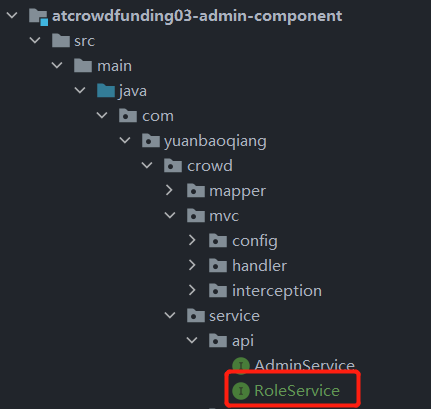 atcrowdfunding03-admin-component
src
main
java
com
yuanbaoqiang
crowd
mapper
mvc
config
handler
interception
service
api
AdminService
RoleService